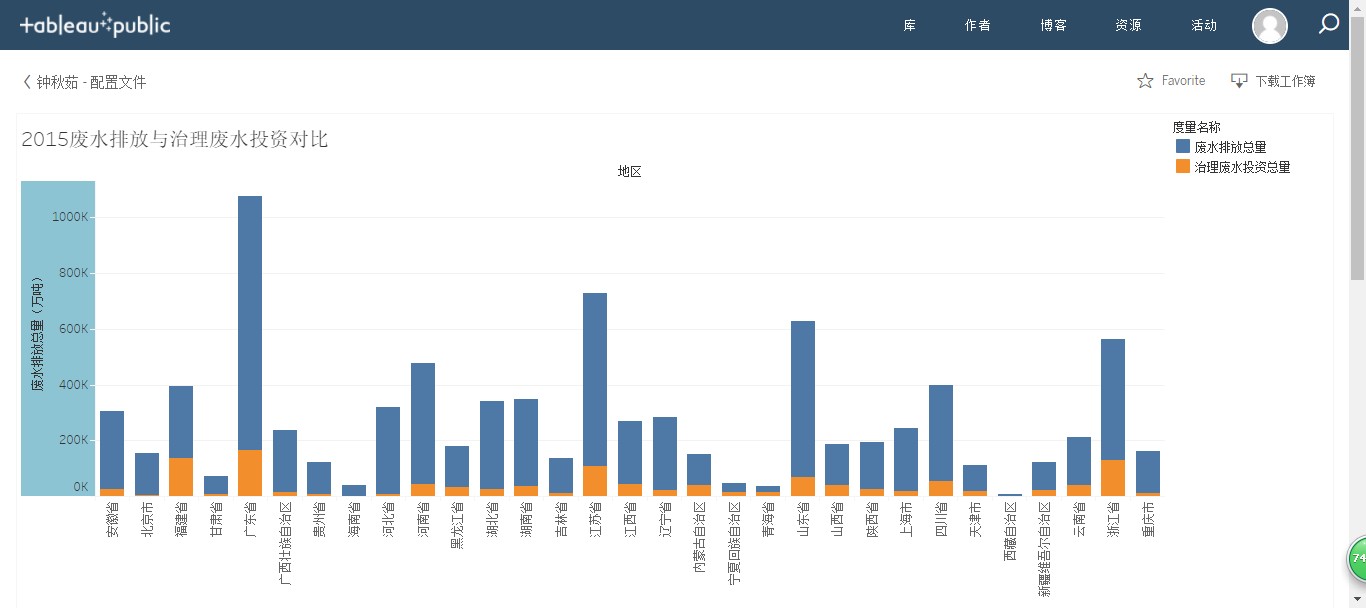 +ableau public
库 作者 博客 资源 活动
钟秋茹 - 配置文件
Favorite 下载工作簿
2015废水排放与治理废水投资对比
度量名称
废水排放总量
治理废水投资总量
地区
废水排放总量（万吨）
1000K
800K
600K
400K
200K
0K
安徽省
北京市
福建省
甘肃省
广东省
广西壮族自治区
贵州省
海南省
河北省
河南省
黑龙江省
湖北省
湖南省
吉林省
江苏省
江西省
辽宁省
内蒙古自治区
宁夏回族自治区
青海省
山东省
山西省
陕西省
上海市
四川省
天津市
西藏自治区
新疆维吾尔自治区
云南省
浙江省
重庆市
74